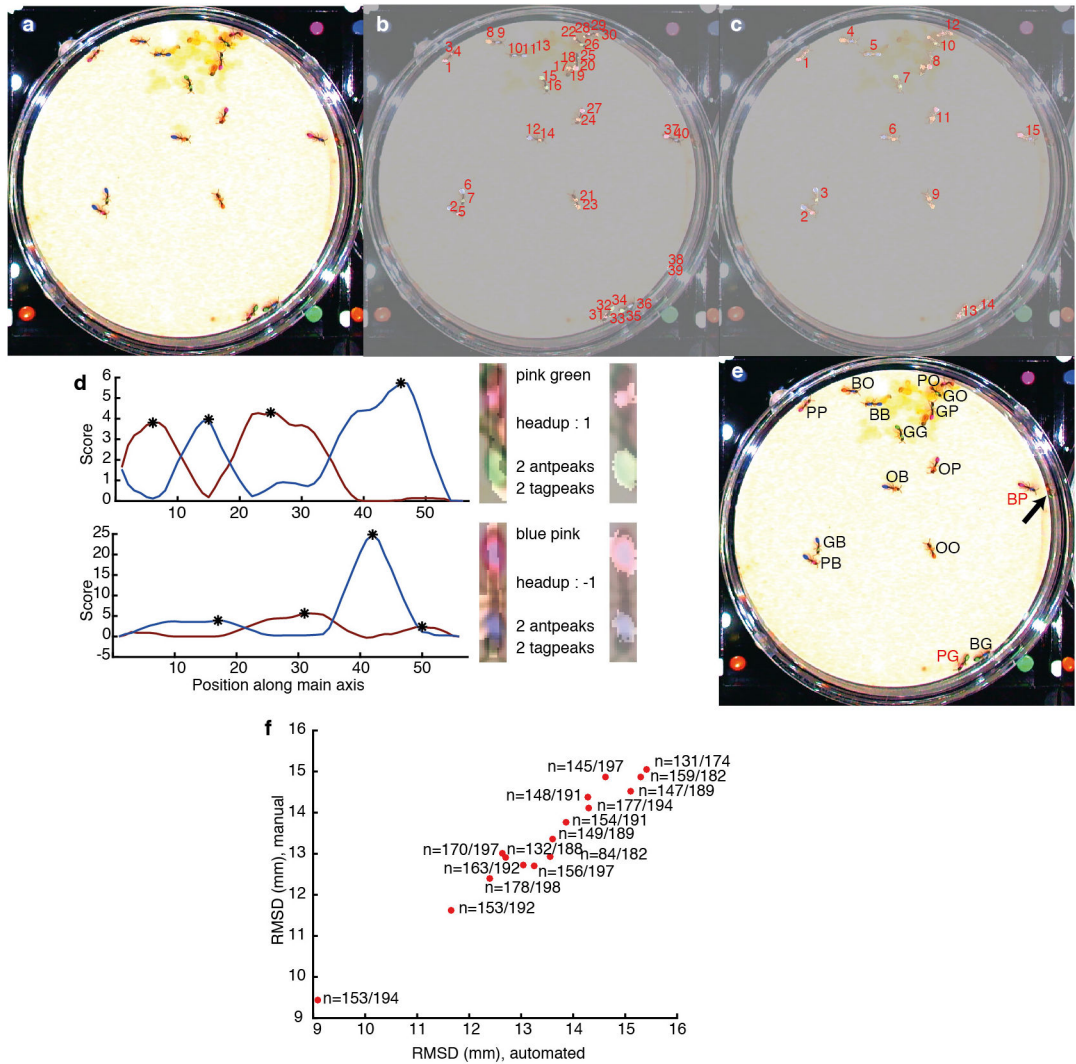 a
b
c
1
3
4
8
9
10
11
13
22
28
29
30
26
25
18
17
20
19
15
16
27
24
12
14
37
40
6
7
2
5
21
23
38
39
32
34
36
31
33
35
1
4
5
12
10
8
7
11
6
15
3
2
9
13
14
d
6
5
4
3
2
1
0
Score
10
20
30
40
50
pink green
headup : 1
2 antpeaks
2 tagpeaks
25
20
15
10
5
0
-5
Score
10
20
30
40
50
Position along main axis
blue pink
headup : -1
2 antpeaks
2 tagpeaks
e
BO
PO
GO
PP
BB
GP
GG
OP
OB
BP
GB
PB
OO
PG
BG
f
16
15
14
13
12
11
10
9
RMSD (mm), manual
n=131/174
n=145/197
n=159/182
n=147/189
n=148/191
n=177/194
n=154/191
n=149/189
n=170/197
n=132/188
n=84/182
n=163/192
n=156/197
n=178/198
n=153/192
n=153/194
9
10
11
12
13
14
15
16
RMSD (mm), automated